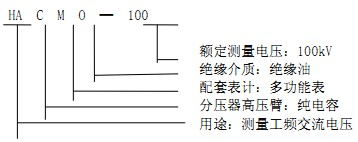 HA C M O - 100
额定测量电压：100kV
绝缘介质：绝缘油
配套表计：多功能表
分压器高压臂：纯电容
用途：测量工频交流电压